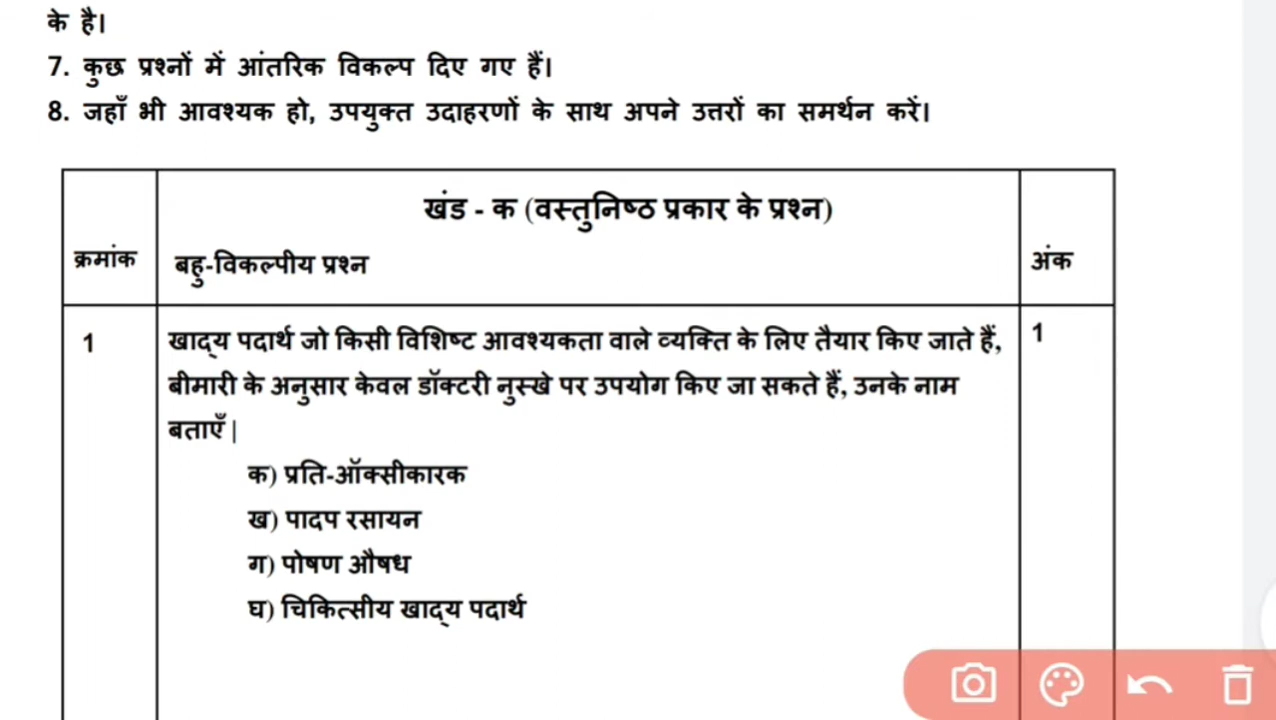 के है।
7. कुछ प्रश्नों में आंतरिक विकल्प दिए गए हैं।
8. जहाँ भी आवश्यक हो, उपयुक्त उदाहरणों के साथ अपने उत्तरों का समर्थन करें।
खंड - क (वस्तुनिष्ठ प्रकार के प्रश्न)
क्रमांक बहु-विकल्पीय प्रश्न अंक
1 खाद्य पदार्थ जो किसी विशिष्ट आवश्यकता वाले व्यक्ति के लिए तैयार किए जाते हैं, 1
बीमारी के अनुसार केवल डॉक्टरी नुस्खे पर उपयोग किए जा सकते हैं, उनके नाम
बताएँ |
क) प्रति-ऑक्सीकारक
ख) पादप रसायन
ग) पोषण औषध
घ) चिकित्सीय खाद्य पदार्थ